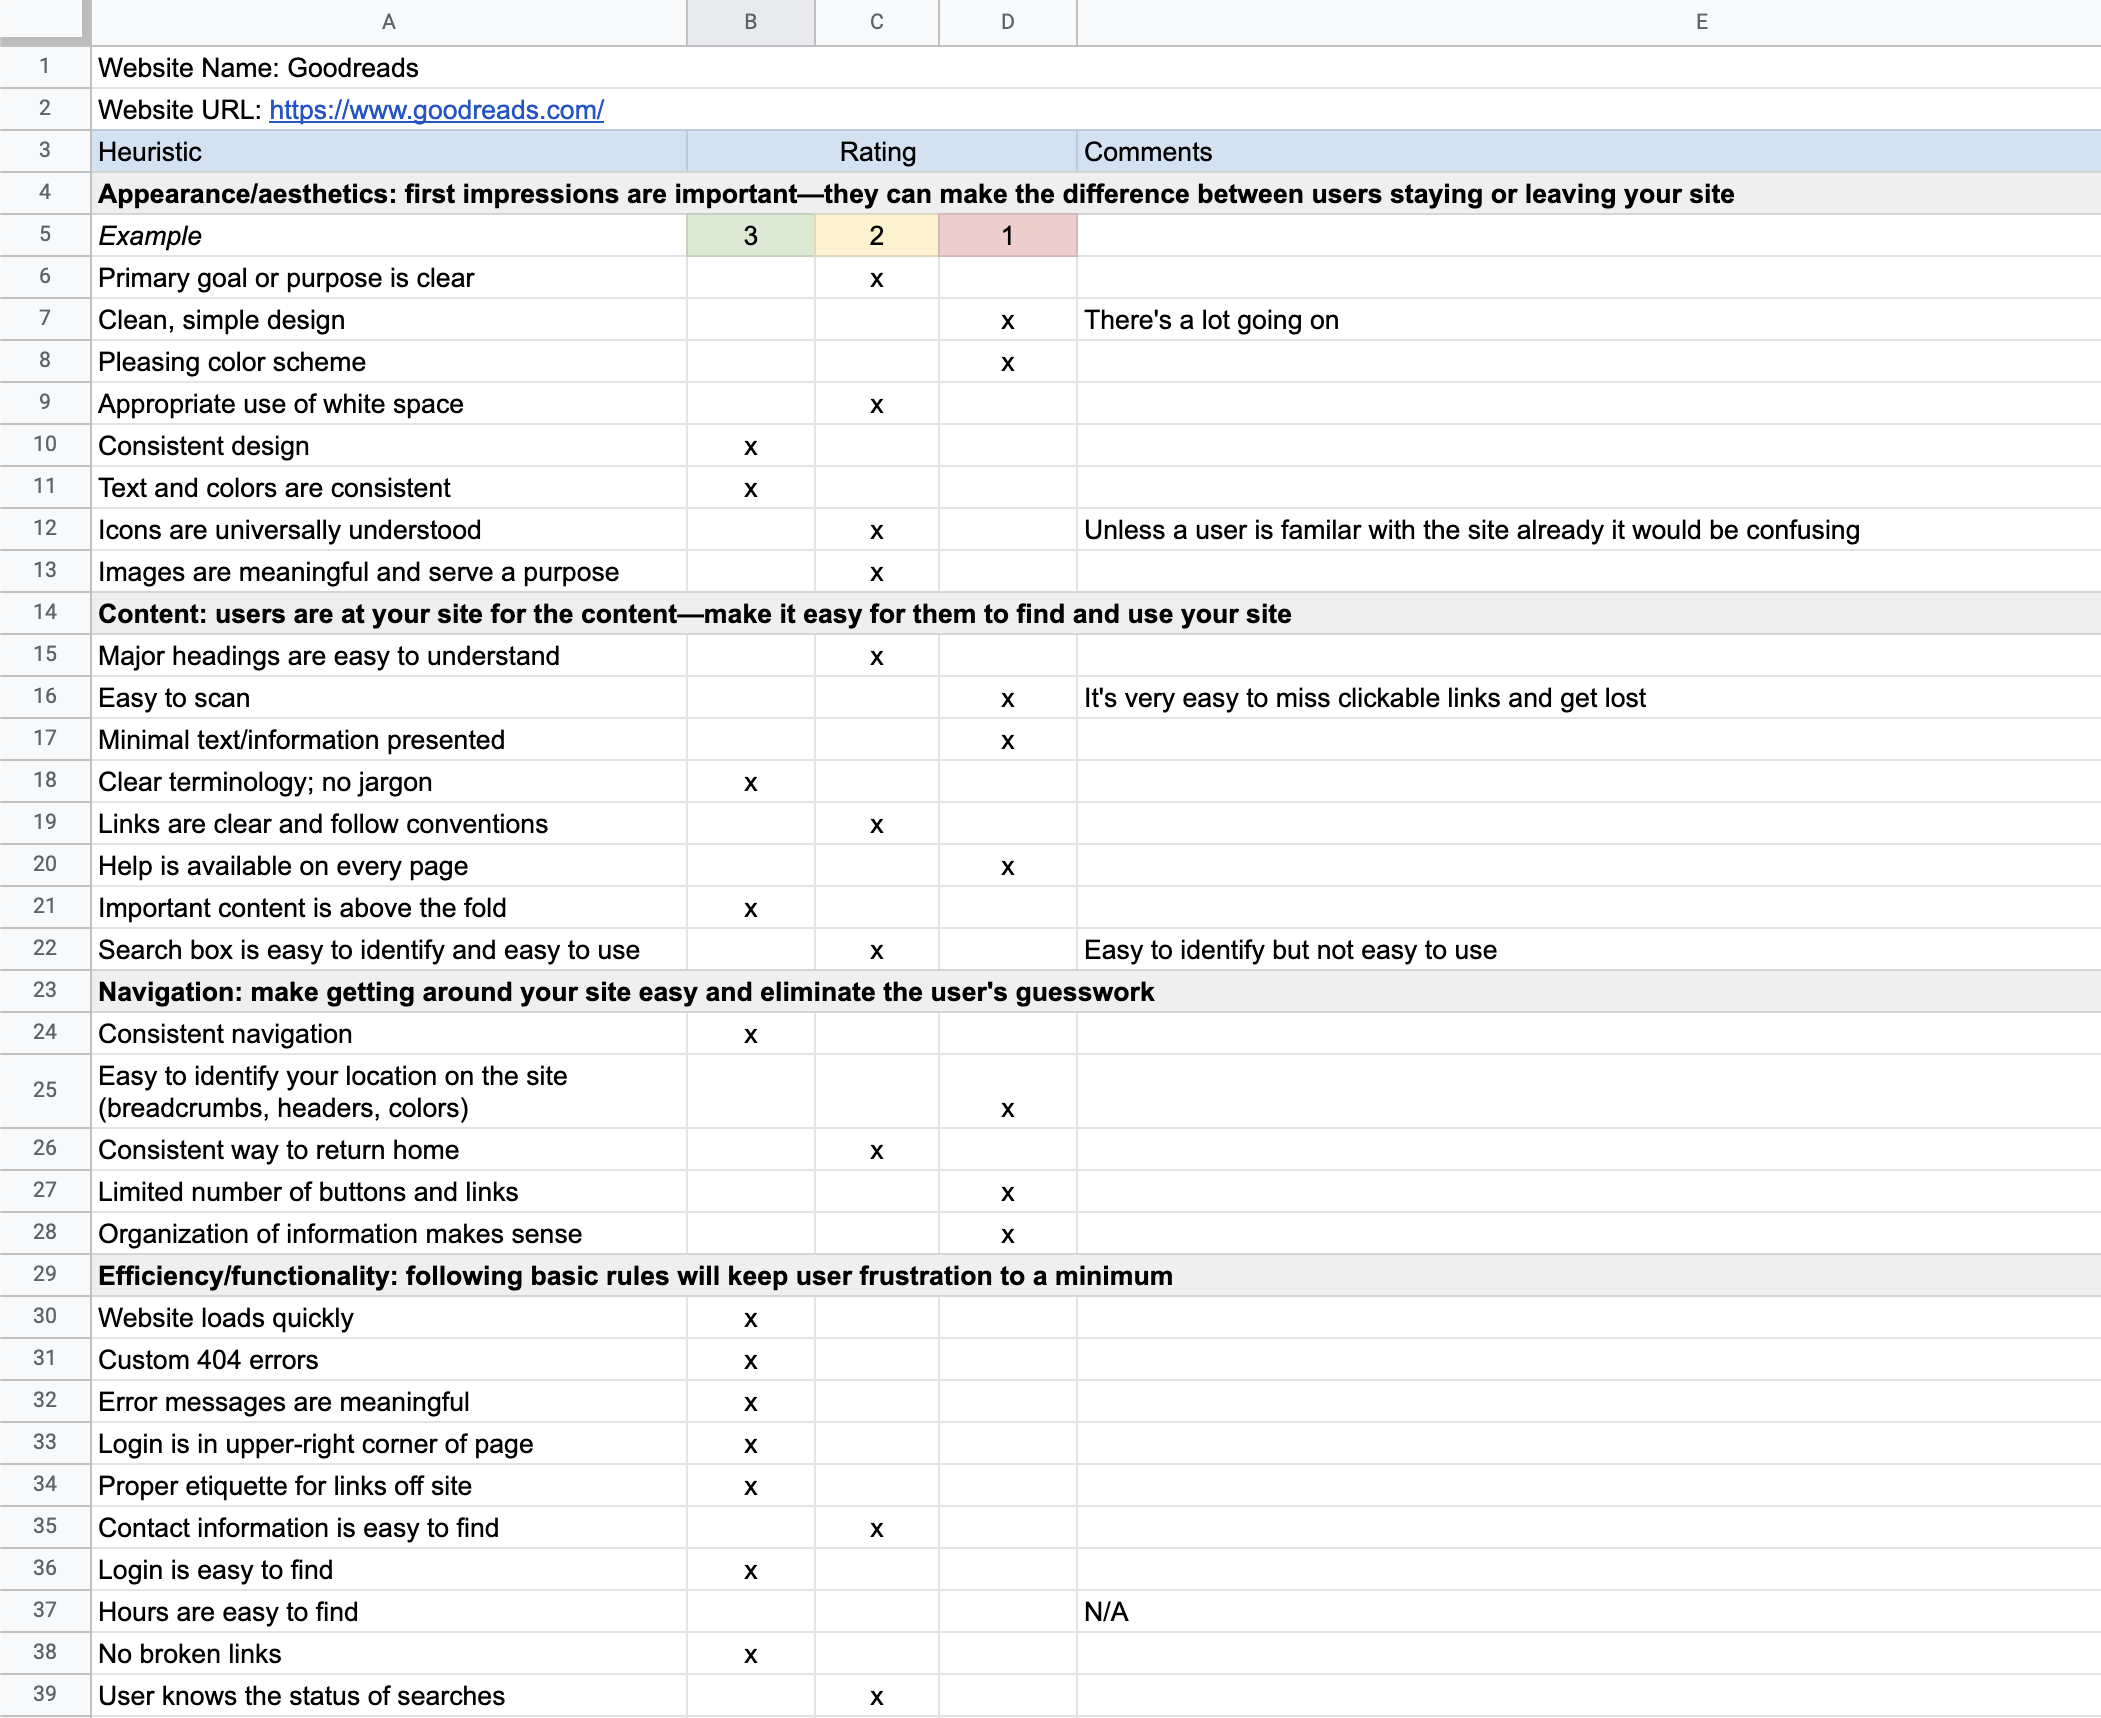 A B C D E
1 Website Name: Goodreads
2 Website URL: https://www.goodreads.com/
3 Heuristic Rating Comments
4 Appearance/aesthetics: first impressions are important—they can make the difference between users staying or leaving your site
5 Example 3 2 1
6 Primary goal or purpose is clear x
7 Clean, simple design x There's a lot going on
8 Pleasing color scheme x
9 Appropriate use of white space x
10 Consistent design x
11 Text and colors are consistent x
12 Icons are universally understood x Unless a user is familar with the site already it would be confusing
13 Images are meaningful and serve a purpose x
14 Content: users are at your site for the content—make it easy for them to find and use your site
15 Major headings are easy to understand x
16 Easy to scan x It's very easy to miss clickable links and get lost
17 Minimal text/information presented x
18 Clear terminology; no jargon x
19 Links are clear and follow conventions x
20 Help is available on every page x
21 Important content is above the fold x
22 Search box is easy to identify and easy to use x Easy to identify but not easy to use
23 Navigation: make getting around your site easy and eliminate the user's guesswork
24 Consistent navigation x
25 Easy to identify your location on the site
(breadcrumbs, headers, colors) x
26 Consistent way to return home x
27 Limited number of buttons and links x
28 Organization of information makes sense x
29 Efficiency/functionality: following basic rules will keep user frustration to a minimum
30 Website loads quickly x
31 Custom 404 errors x
32 Error messages are meaningful x
33 Login is in upper-right corner of page x
34 Proper etiquette for links off site x
35 Contact information is easy to find x
36 Login is easy to find x
37 Hours are easy to find N/A
38 No broken links x
39 User knows the status of searches x